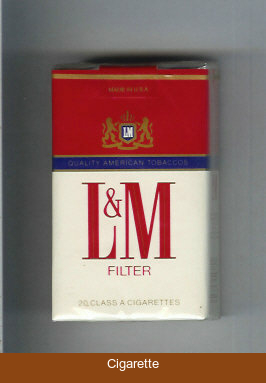 MADE IN U.S.A.
LM
QUALITY AMERICAN TOBACCOS
L&M
FILTER
20 CLASS A CIGARETTES
Cigarette